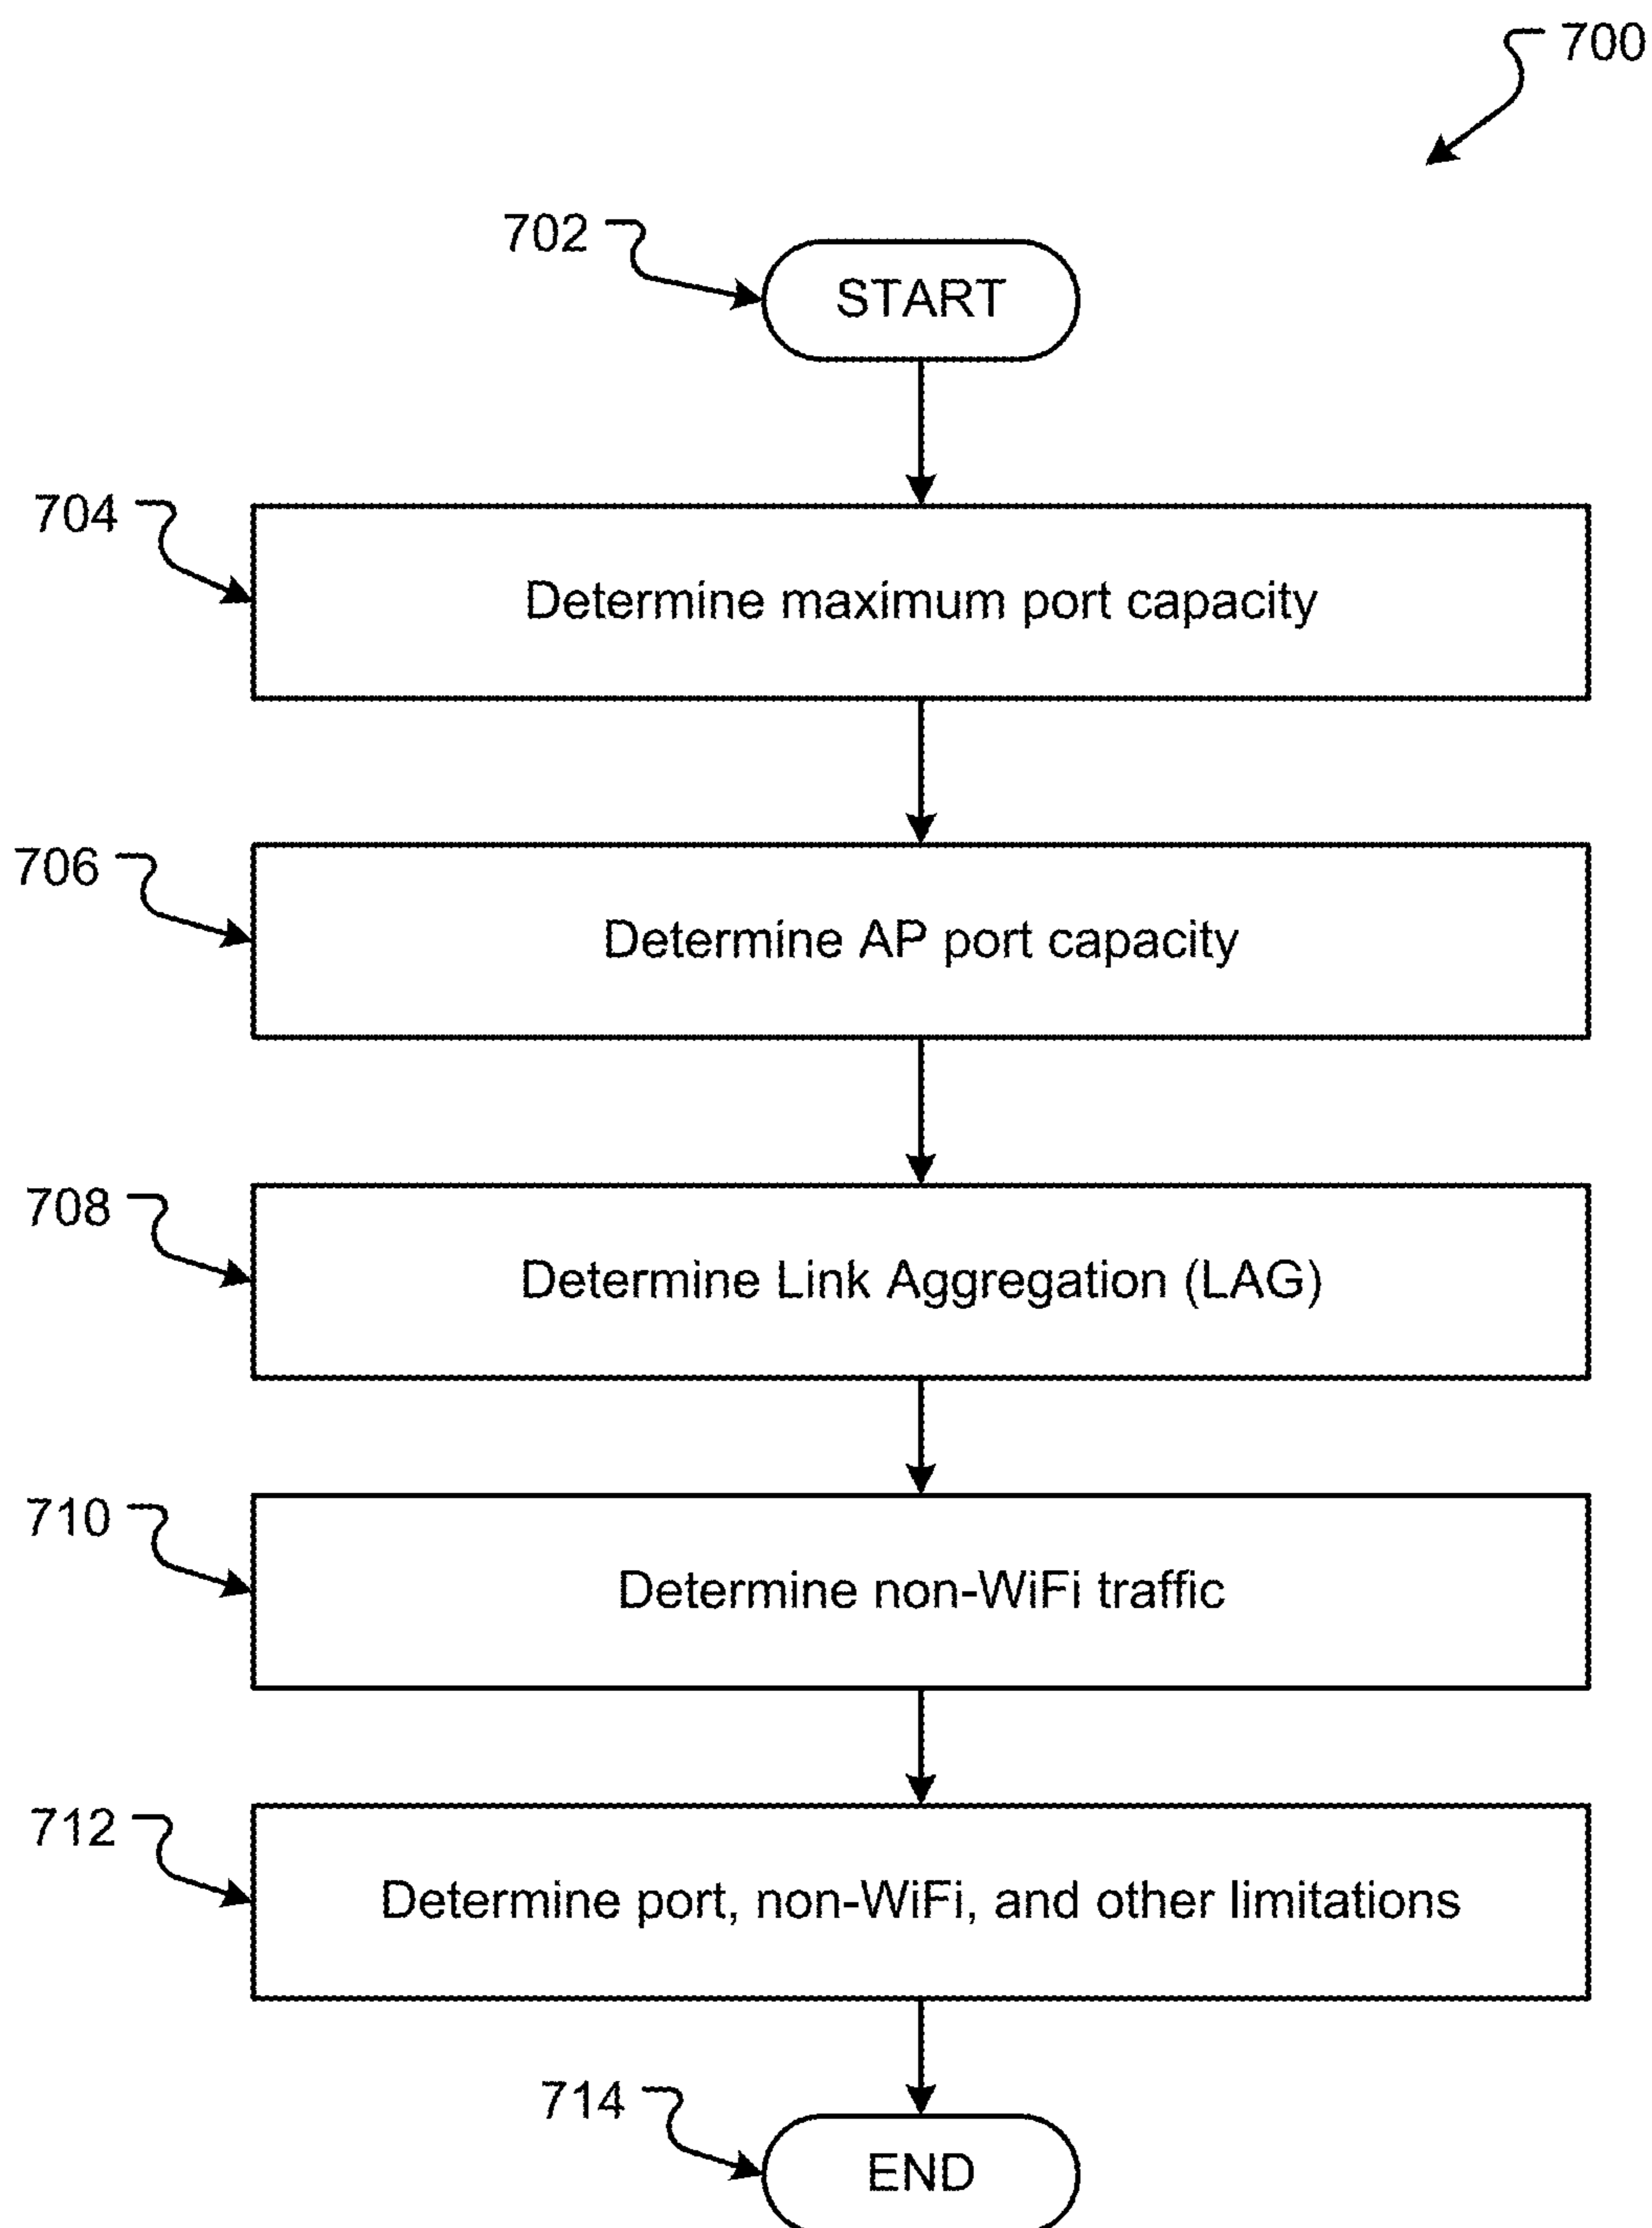 700
702
START
704
Determine maximum port capacity
706
Determine AP port capacity
708
Determine Link Aggregation (LAG)
710
Determine non-WiFi traffic
712
Determine port, non-WiFi, and other limitations
714
END